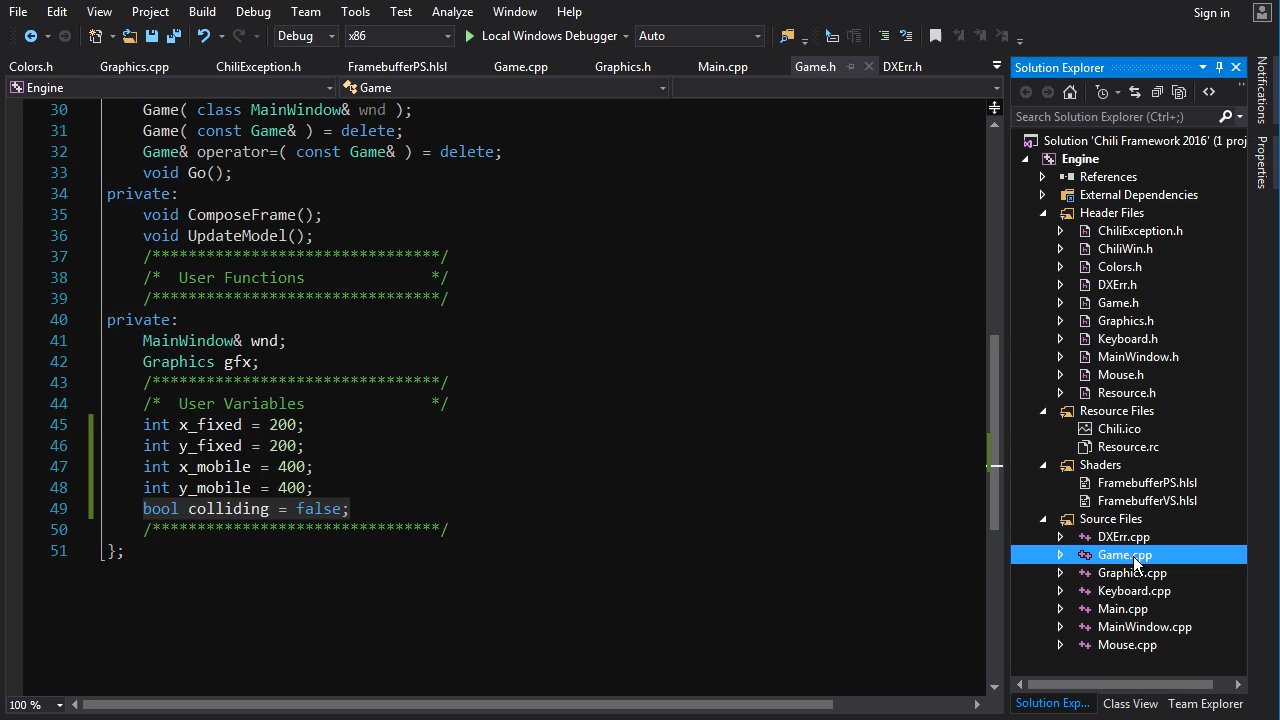 File Edit View Project Build Debug Team Tools Test Analyze Window Help Sign in
Debug x86 Local Windows Debugger Auto
Colors.h Graphics.cpp ChiliException.h FramebufferPS.hlsl Game.cpp Graphics.h Main.cpp Game.h DXErr.h
Engine Game
30 Game( class MainWindow& wnd );
31 Game( const Game& ) = delete;
32 Game& operator=( const Game& ) = delete;
33 void Go();
34 private:
35 void ComposeFrame();
36 void UpdateModel();
37 /********************************/
38 /* User Functions */
39 /********************************/
40 private:
41 MainWindow& wnd;
42 Graphics gfx;
43 /********************************/
44 /* User Variables */
45 int x_fixed = 200;
46 int y_fixed = 200;
47 int x_mobile = 400;
48 int y_mobile = 400;
49 bool colliding = false;
50 /********************************/
51 };
100 %
Solution Explorer
Search Solution Explorer (Ctrl+;)
Solution 'Chili Framework 2016' (1 proj
Engine
References
External Dependencies
Header Files
ChiliException.h
ChiliWin.h
Colors.h
DXErr.h
Game.h
Graphics.h
Keyboard.h
MainWindow.h
Mouse.h
Resource.h
Resource Files
Chili.ico
Resource.rc
Shaders
FramebufferPS.hlsl
FramebufferVS.hlsl
Source Files
DXErr.cpp
Game.cpp
Graphics.cpp
Keyboard.cpp
Main.cpp
MainWindow.cpp
Mouse.cpp
Solution Exp... Class View Team Explorer
Notifications
Properties